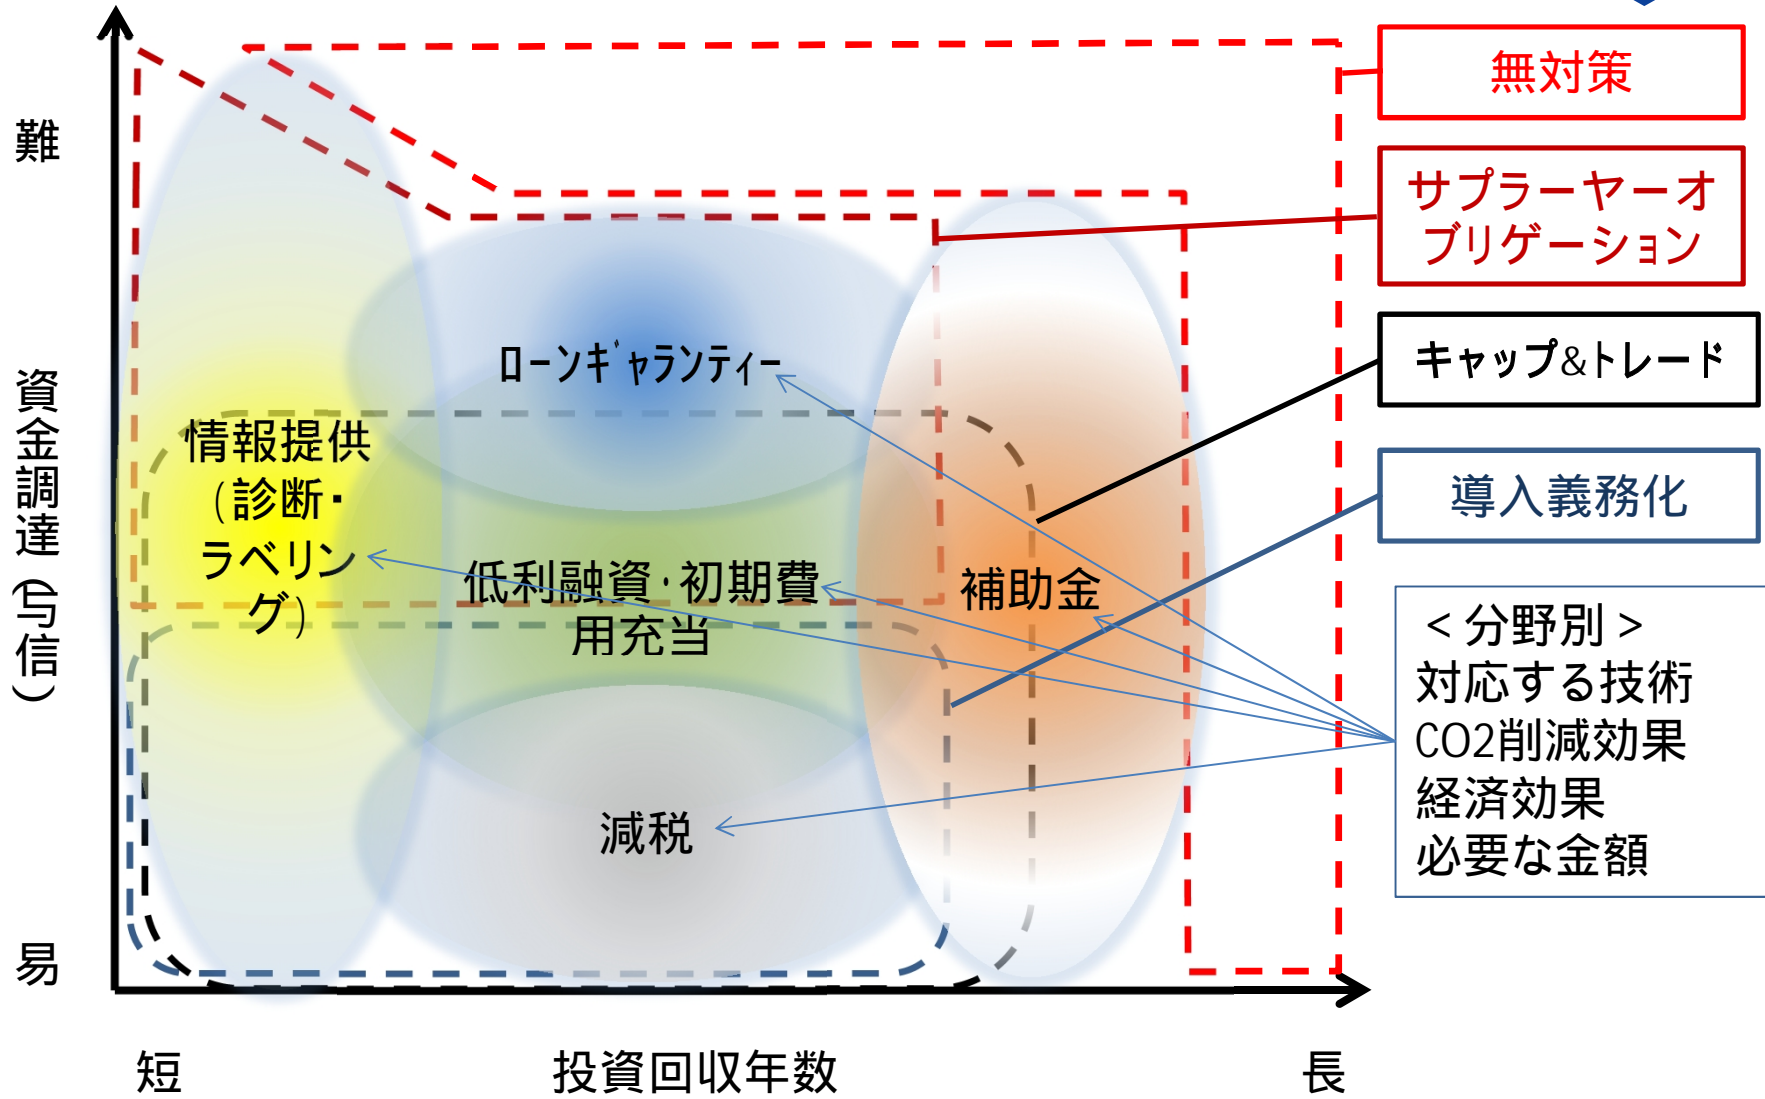 難
資金調達(与信)
易
短
投資回収年数
長
ローンギャランティー
情報提供
(診断・
ラベリン
グ)
低利融資・初期費
用充当
補助金
減税
無対策
サプラーヤーオ
ブリゲーション
キャップ&トレード
導入義務化
<分野別>
対応する技術
CO2削減効果
経済効果
必要な金額